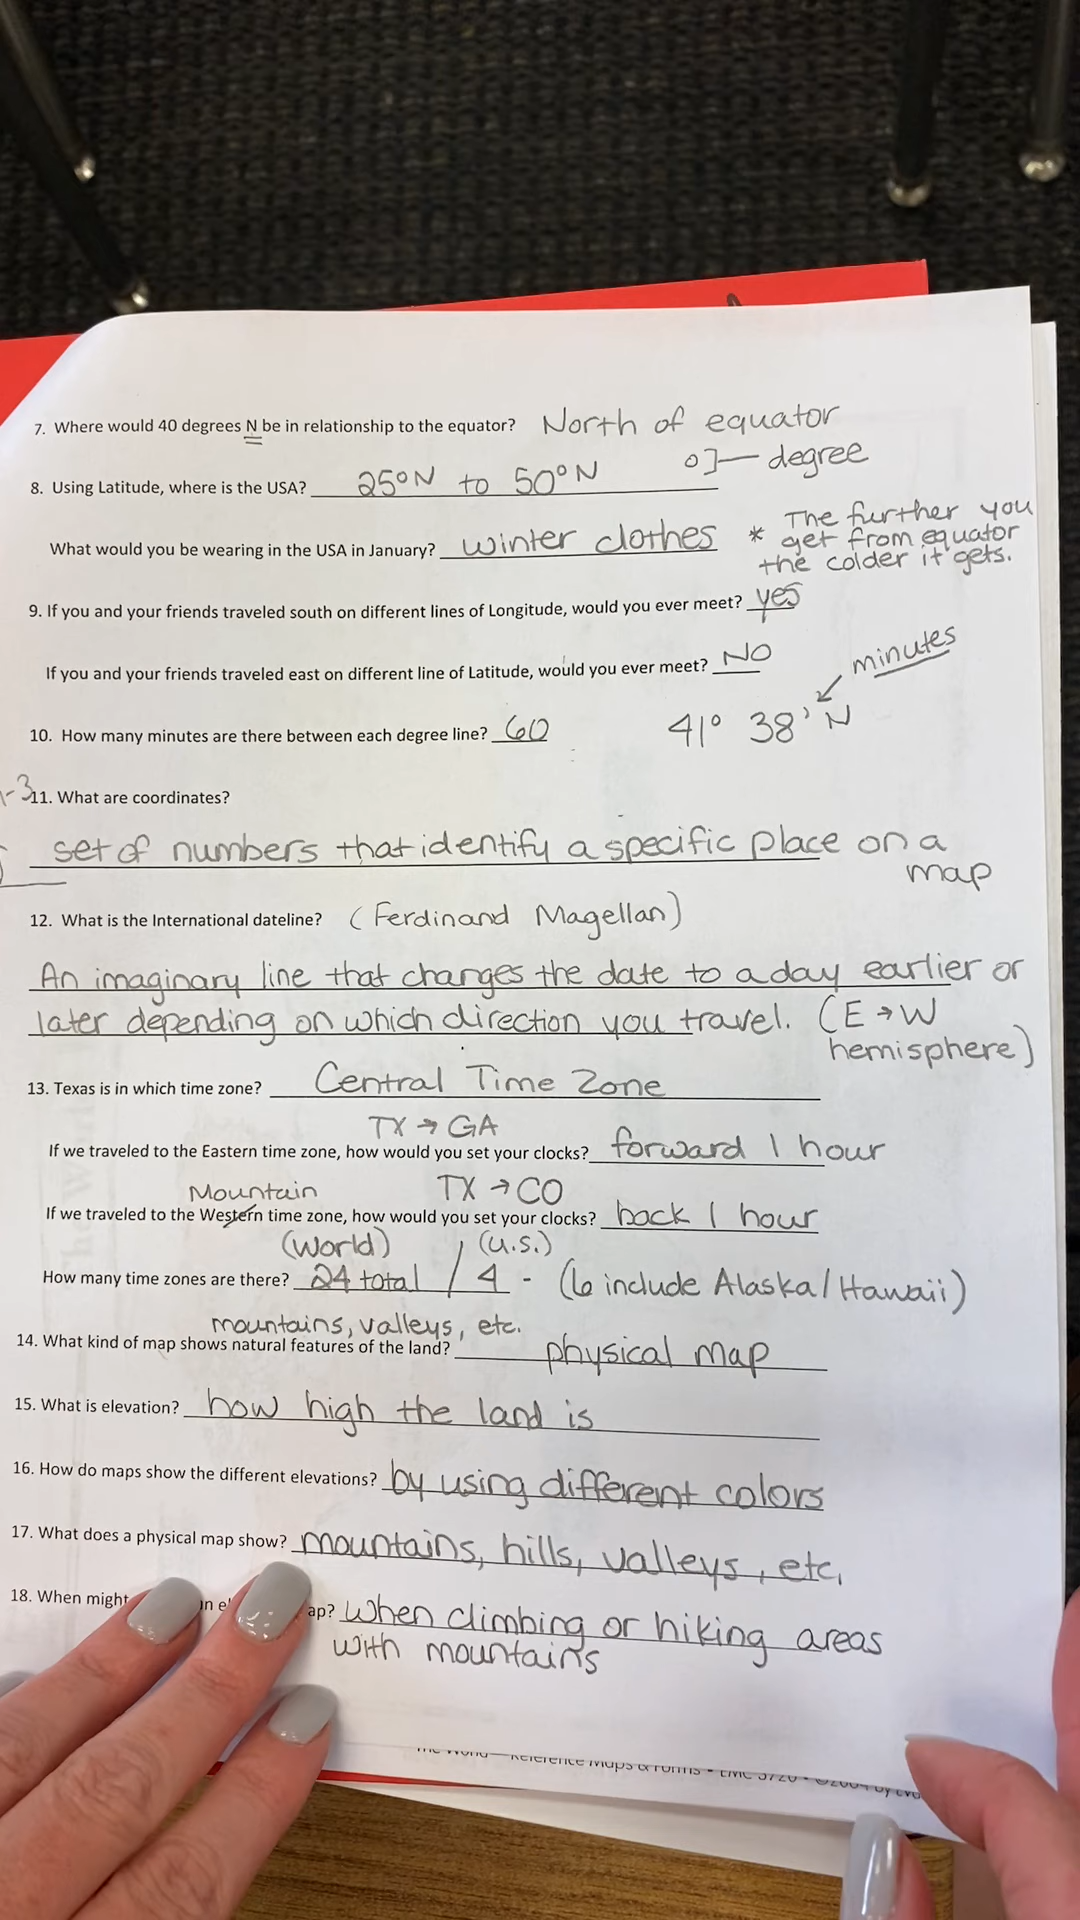 7. Where would 40 degrees N be in relationship to the equator? North of equator
o]— degree
8. Using Latitude, where is the USA? 25°N to 50°N
What would you be wearing in the USA in January? winter clothes
* The further you
get from equator
the colder it gets.
9. If you and your friends traveled south on different lines of Longitude, would you ever meet? yes
If you and your friends traveled east on different line of Latitude, would you ever meet? NO
minutes
10. How many minutes are there between each degree line? 60
41° 38' N
-3
11. What are coordinates?
set of numbers that identify a specific place on a
map
12. What is the International dateline? (Ferdinand Magellan)
An imaginary line that changes the date to a day earlier or
later depending on which direction you travel. (E → W
hemisphere)
13. Texas is in which time zone? Central Time Zone
TX → GA
If we traveled to the Eastern time zone, how would you set your clocks? forward 1 hour
Mountain TX → CO
If we traveled to the Western time zone, how would you set your clocks? back 1 hour
(World) / (U.S.)
How many time zones are there? 24 total / 4 - (6 include Alaska/Hawaii)
mountains, valleys, etc.
14. What kind of map shows natural features of the land? physical map
15. What is elevation? how high the land is
16. How do maps show the different elevations? by using different colors
17. What does a physical map show? mountains, hills, valleys, etc.
18. When might ap? When climbing or hiking areas
with mountains
The World—Reference Maps & Forms • EMC 3720 • ©2004 by Eva